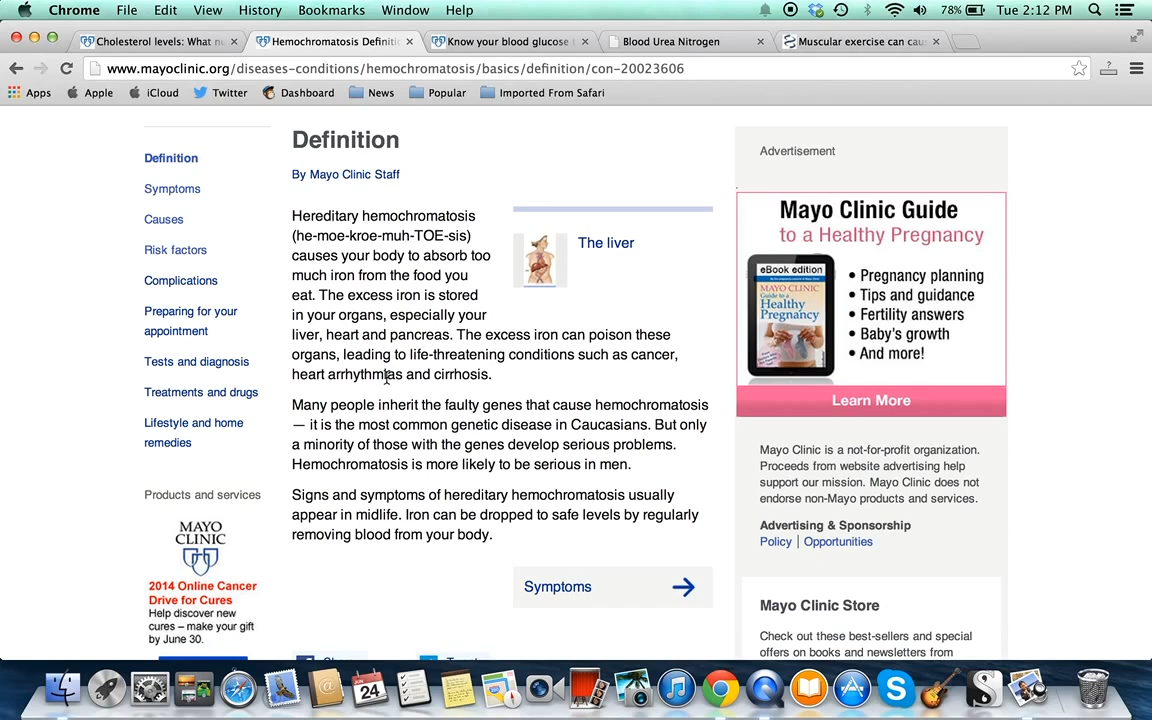 Chrome File Edit View History Bookmarks Window Help 78% Tue 2:12 PM
Cholesterol levels: What nu Hemochromatosis Definitio Know your blood glucose t Blood Urea Nitrogen Muscular exercise can cau
www.mayoclinic.org/diseases-conditions/hemochromatosis/basics/definition/con-20023606
Apps Apple iCloud Twitter Dashboard News Popular Imported From Safari
Definition
Symptoms
Causes
Risk factors
Complications
Preparing for your
appointment
Tests and diagnosis
Treatments and drugs
Lifestyle and home
remedies
Products and services
MAYO
CLINIC
2014 Online Cancer
Drive for Cures
Help discover new
cures – make your gift
by June 30.
Definition
By Mayo Clinic Staff
Hereditary hemochromatosis
(he-moe-kroe-muh-TOE-sis)
causes your body to absorb too
much iron from the food you
eat. The excess iron is stored
in your organs, especially your
liver, heart and pancreas. The excess iron can poison these
organs, leading to life-threatening conditions such as cancer,
heart arrhythmias and cirrhosis.
The liver
Many people inherit the faulty genes that cause hemochromatosis
— it is the most common genetic disease in Caucasians. But only
a minority of those with the genes develop serious problems.
Hemochromatosis is more likely to be serious in men.
Signs and symptoms of hereditary hemochromatosis usually
appear in midlife. Iron can be dropped to safe levels by regularly
removing blood from your body.
Symptoms
Advertisement
Mayo Clinic Guide
to a Healthy Pregnancy
eBook edition
MAYO CLINIC
Guide to a
Healthy
Pregnancy
• Pregnancy planning
• Tips and guidance
• Fertility answers
• Baby's growth
• And more!
Learn More
Mayo Clinic is a not-for-profit organization.
Proceeds from website advertising help
support our mission. Mayo Clinic does not
endorse non-Mayo products and services.
Advertising & Sponsorship
Policy | Opportunities
Mayo Clinic Store
Check out these best-sellers and special
offers on books and newsletters from
JUN
24